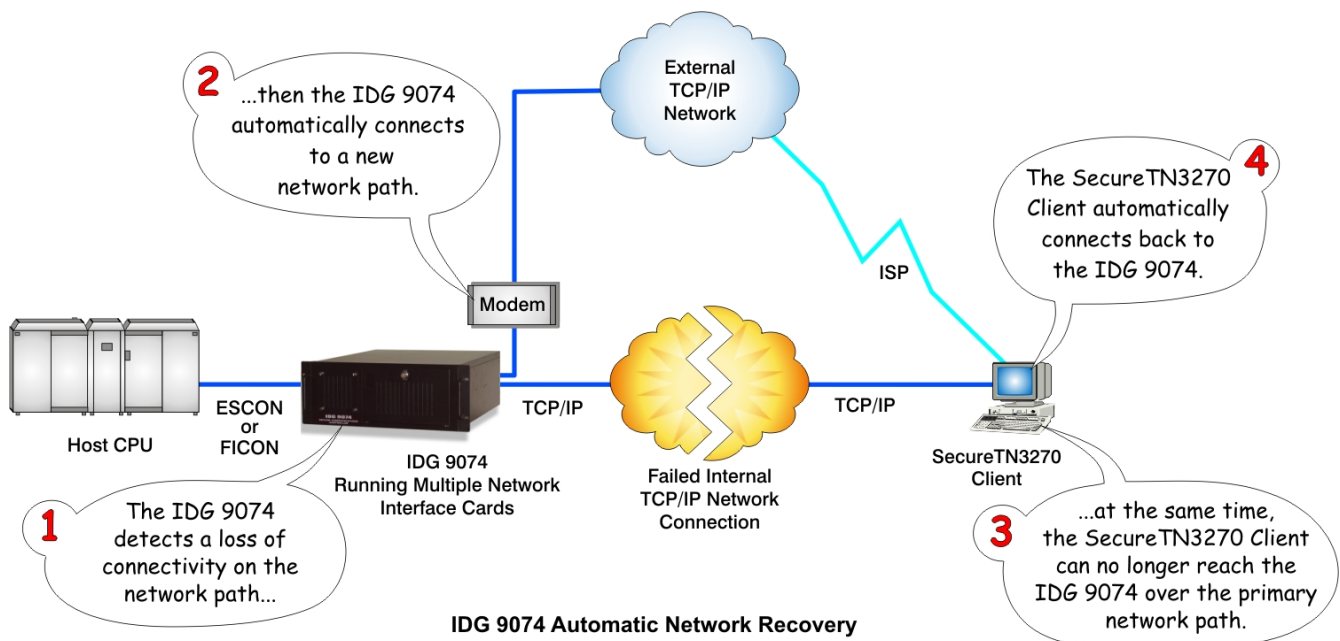 2
...then the IDG 9074
automatically connects
to a new
network path.
External
TCP/IP
Network
4
The SecureTN3270
Client automatically
connects back to
the IDG 9074.
ISP
Modem
Host CPU
ESCON
or
FICON
IDG 9074
IDG 9074
Running Multiple Network
Interface Cards
TCP/IP
Failed Internal
TCP/IP Network
Connection
TCP/IP
SecureTN3270
Client
1
The IDG 9074
detects a loss of
connectivity on the
network path...
3
...at the same time,
the SecureTN3270 Client
can no longer reach the
IDG 9074 over the primary
network path.
IDG 9074 Automatic Network Recovery